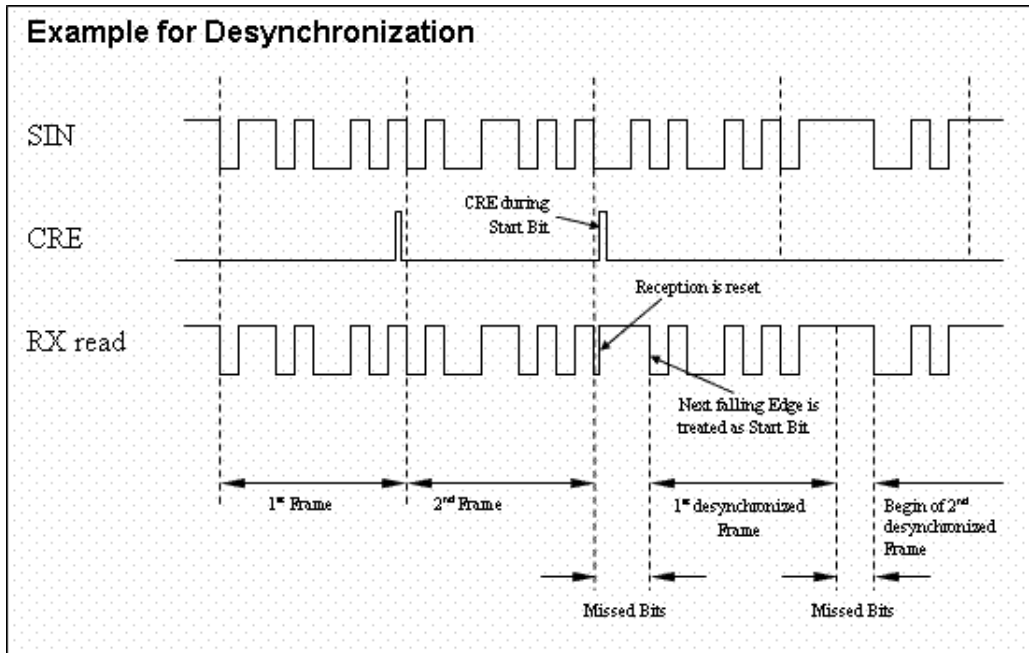 Example for Desynchronization
SIN
CRE during
Start Bit
CRE
Reception is reset
RX read
Next falling Edge is
treated as Start Bit
1st Frame
2nd Frame
1st desynchronized
Frame
Begin of 2nd
desynchronized
Frame
Missed Bits
Missed Bits